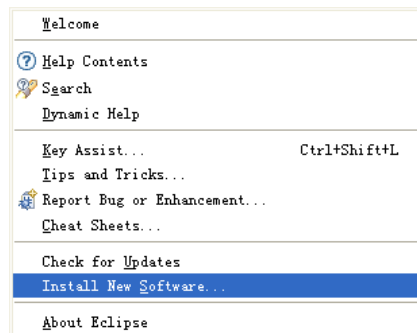 Welcome
Help Contents
Search
Dynamic Help
Key Assist... Ctrl+Shift+L
Tips and Tricks...
Report Bug or Enhancement...
Cheat Sheets...
Check for Updates
Install New Software...
About Eclipse